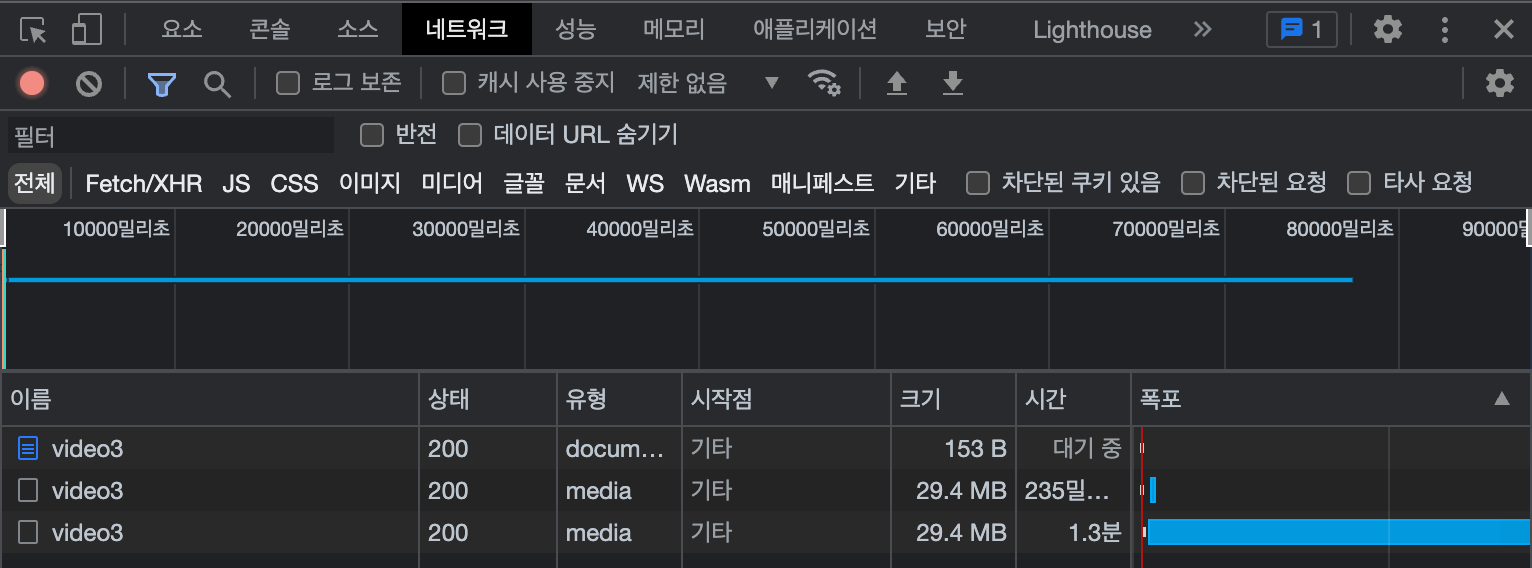 요소 콘솔 소스 네트워크 성능 메모리 애플리케이션 보안 Lighthouse 1
로그 보존 캐시 사용 중지 제한 없음
필터 반전 데이터 URL 숨기기
전체 Fetch/XHR JS CSS 이미지 미디어 글꼴 문서 WS Wasm 매니페스트 기타 차단된 쿠키 있음 차단된 요청 타사 요청
10000밀리초 20000밀리초 30000밀리초 40000밀리초 50000밀리초 60000밀리초 70000밀리초 80000밀리초 90000밀
이름 상태 유형 시작점 크기 시간 폭포
video3 200 docum… 기타 153 B 대기 중
video3 200 media 기타 29.4 MB 235밀…
video3 200 media 기타 29.4 MB 1.3분